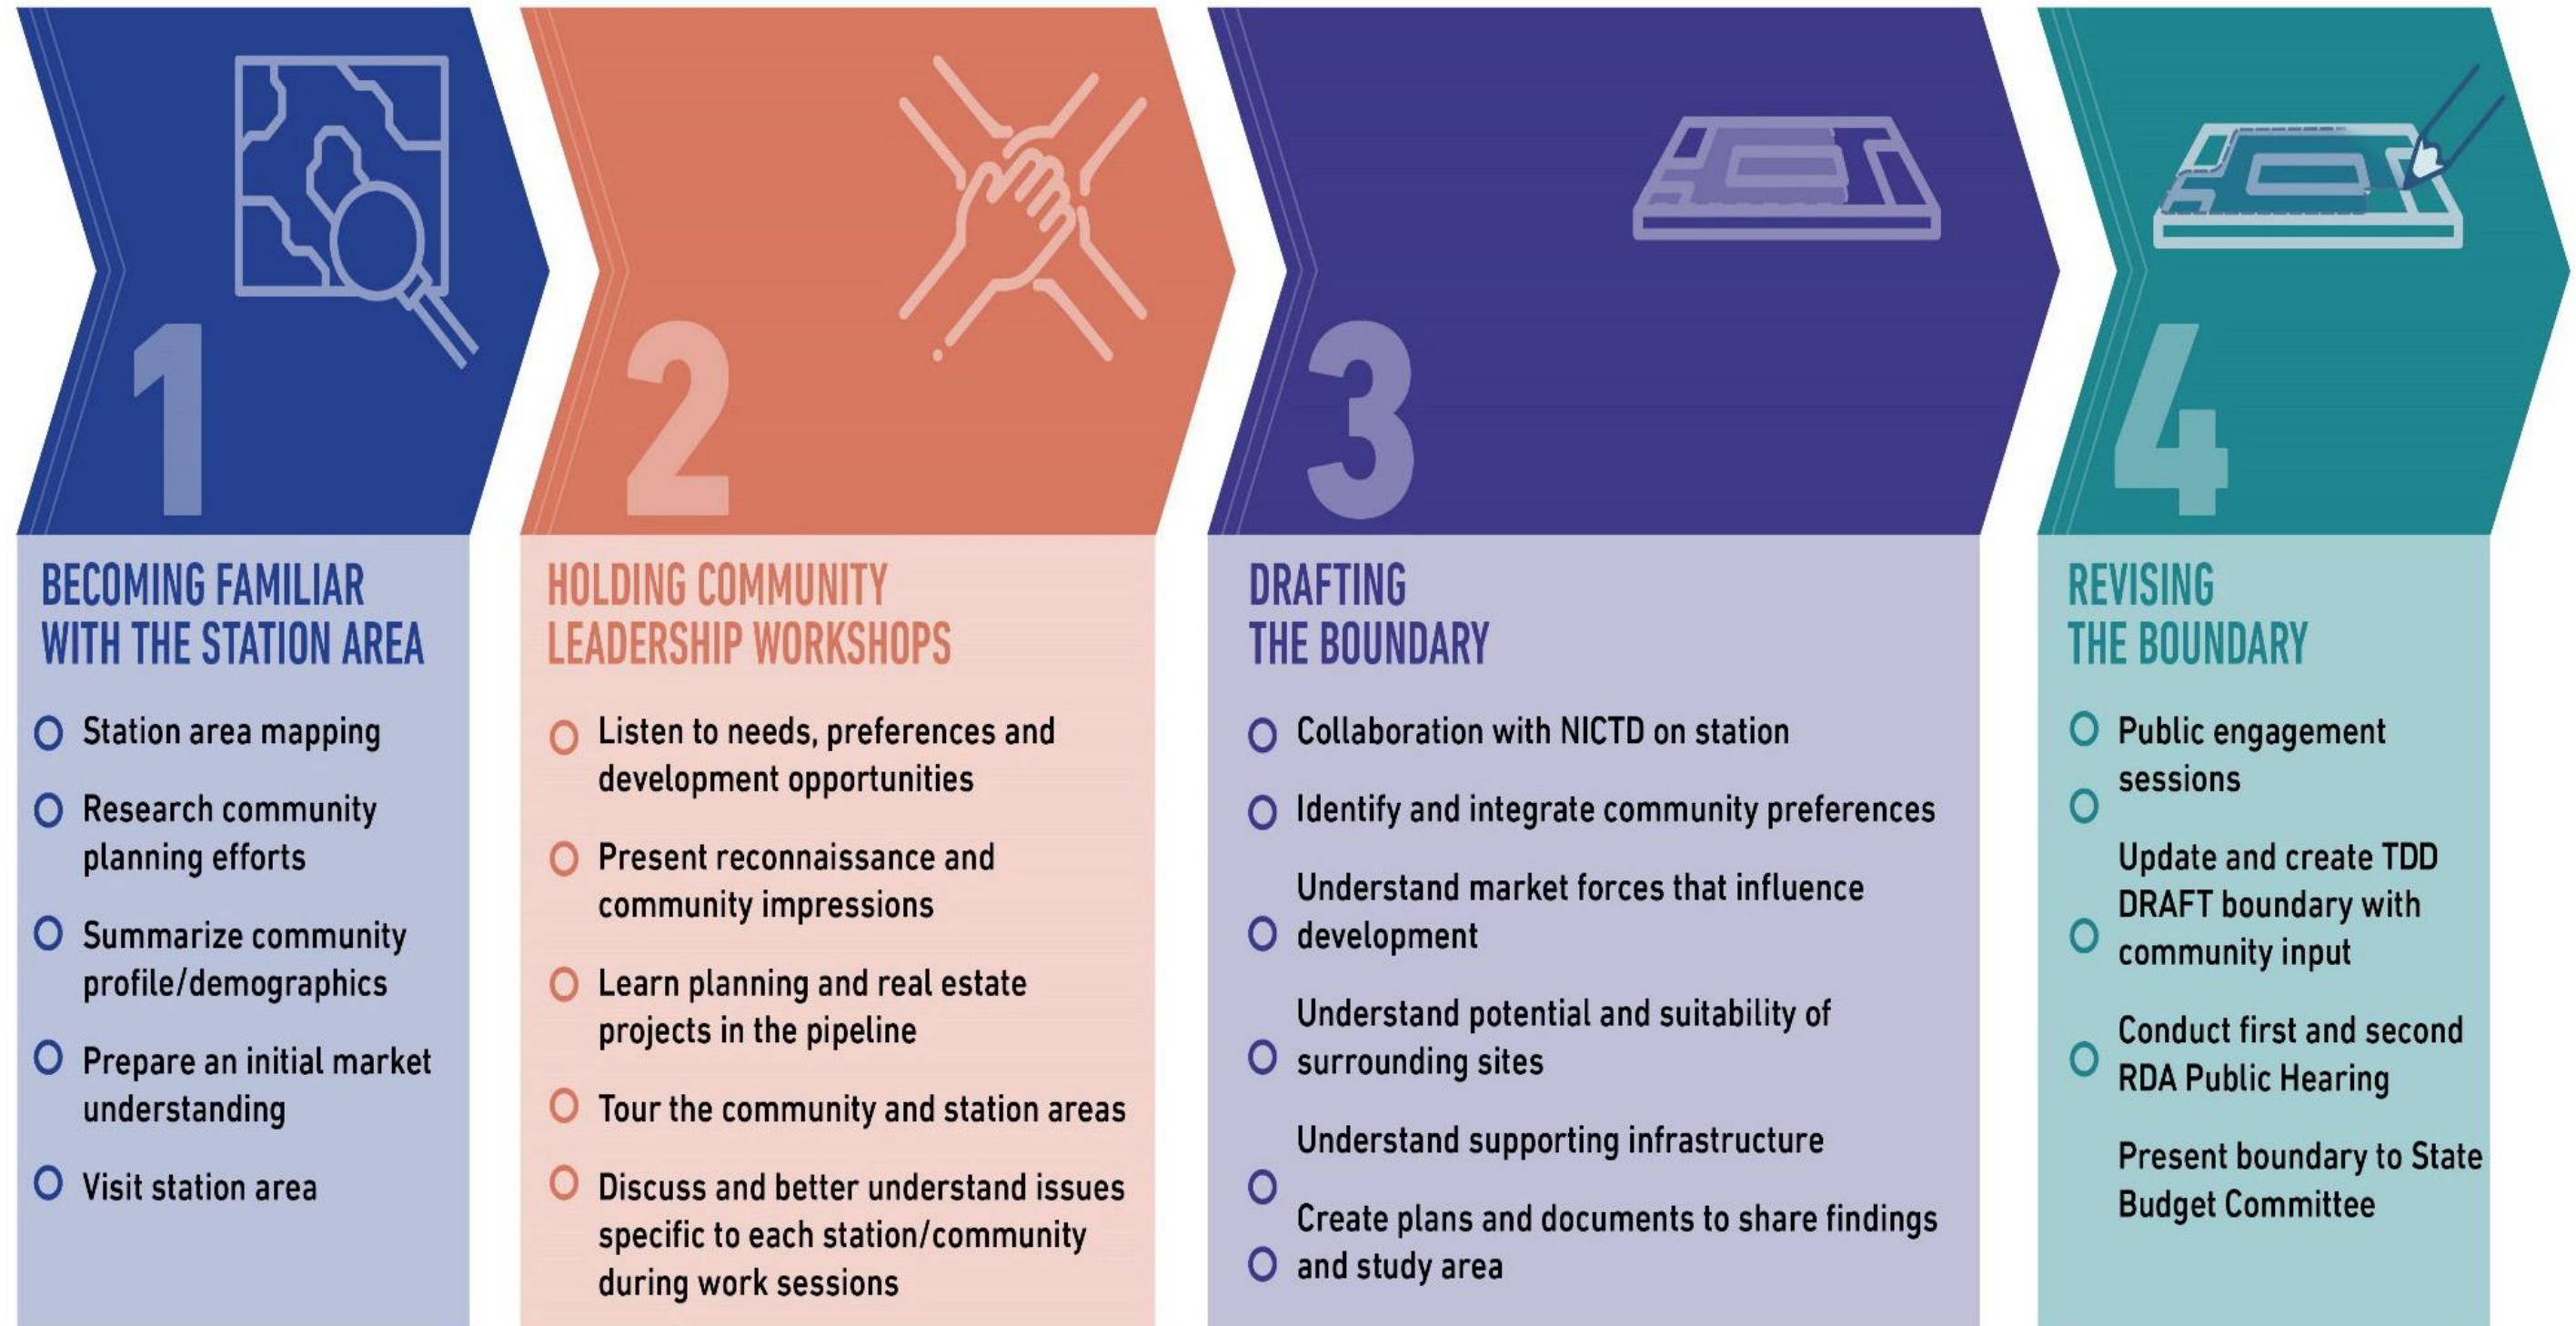 1
BECOMING FAMILIAR
WITH THE STATION AREA
Station area mapping
Research community
planning efforts
Summarize community
profile/demographics
Prepare an initial market
understanding
Visit station area
2
HOLDING COMMUNITY
LEADERSHIP WORKSHOPS
Listen to needs, preferences and
development opportunities
Present reconnaissance and
community impressions
Learn planning and real estate
projects in the pipeline
Tour the community and station areas
Discuss and better understand issues
specific to each station/community
during work sessions
3
DRAFTING
THE BOUNDARY
Collaboration with NICTD on station
Identify and integrate community preferences
Understand market forces that influence
development
Understand potential and suitability of
surrounding sites
Understand supporting infrastructure
Create plans and documents to share findings
and study area
4
REVISING
THE BOUNDARY
Public engagement
sessions
Update and create TDD
DRAFT boundary with
community input
Conduct first and second
RDA Public Hearing
Present boundary to State
Budget Committee